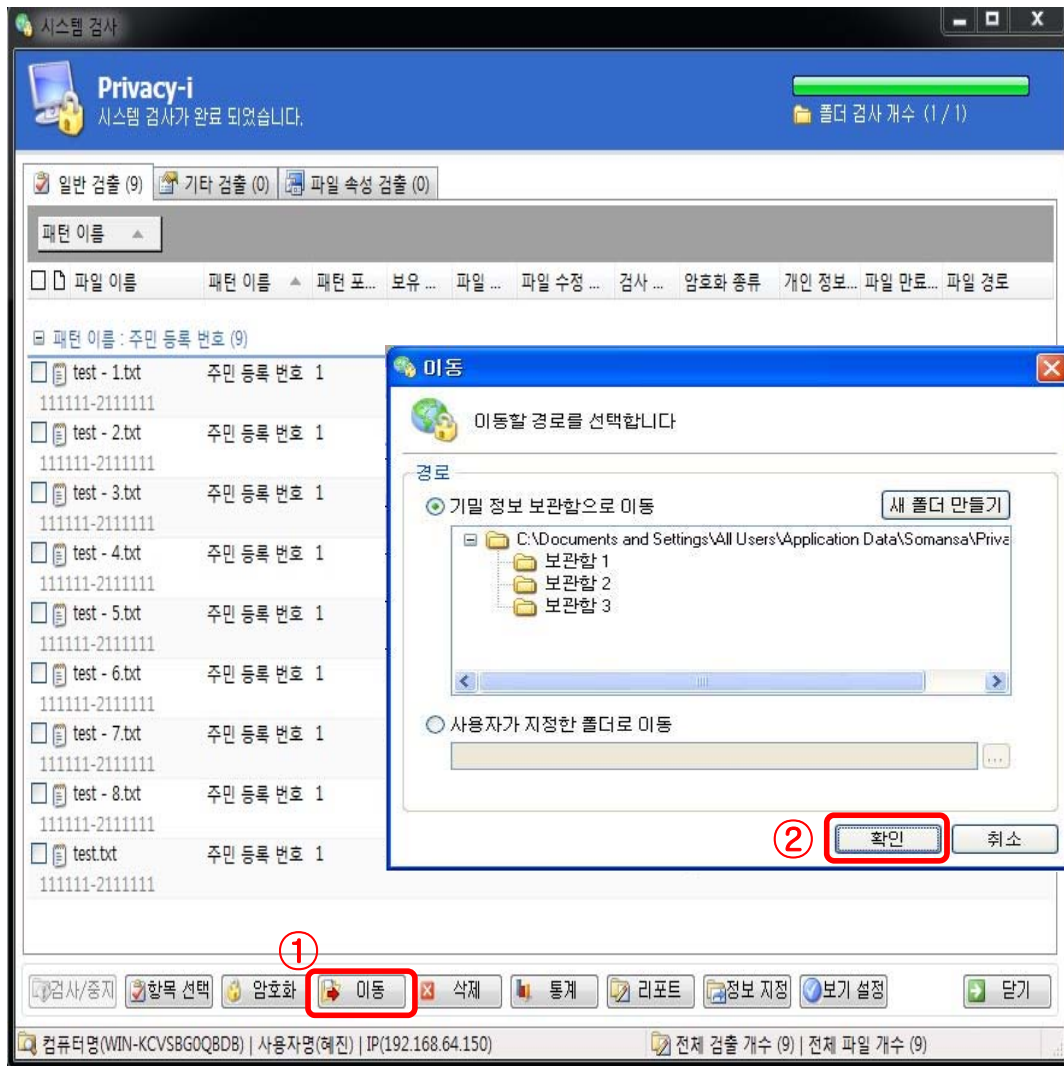 시스템 검사
Privacy-i
시스템 검사가 완료 되었습니다.
폴더 검사 개수 (1 / 1)
일반 검출 (9) 기타 검출 (0) 파일 속성 검출 (0)
패턴 이름
파일 이름 패턴 이름 패턴 포... 보유 ... 파일 ... 파일 수정 ... 검사 ... 암호화 종류 개인 정보... 파일 만료... 파일 경로
패턴 이름 : 주민 등록 번호 (9)
test - 1.txt 주민 등록 번호 1
111111-2111111
test - 2.txt 주민 등록 번호 1
111111-2111111
test - 3.txt 주민 등록 번호 1
111111-2111111
test - 4.txt 주민 등록 번호 1
111111-2111111
test - 5.txt 주민 등록 번호 1
111111-2111111
test - 6.txt 주민 등록 번호 1
111111-2111111
test - 7.txt 주민 등록 번호 1
111111-2111111
test - 8.txt 주민 등록 번호 1
111111-2111111
test.txt 주민 등록 번호 1
111111-2111111
이동
이동할 경로를 선택합니다
경로
기밀 정보 보관함으로 이동 새 폴더 만들기
C:\Documents and Settings\All Users\Application Data\Somansa\Priva
보관함 1
보관함 2
보관함 3
사용자가 지정한 폴더로 이동
...
② 확인 취소
①
검사/중지 항목 선택 암호화 이동 삭제 통계 리포트 정보 지정 보기 설정 닫기
컴퓨터명(WIN-KCVSBG0QBDB) | 사용자명(혜진) | IP(192.168.64.150) 전체 검출 개수 (9) | 전체 파일 개수 (9)